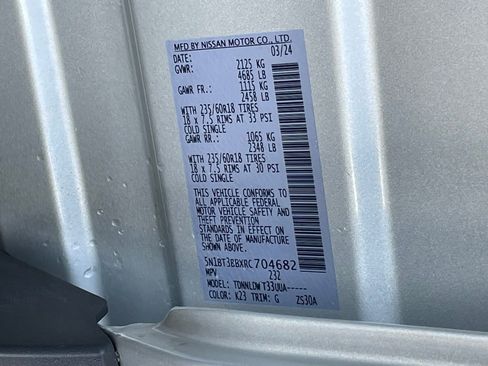 MFD BY NISSAN MOTOR CO., LTD.
DATE: 03/24
GVWR: 2125 KG
4685 LB
GAWR FR.: 1115 KG
2458 LB
WITH 235/60R18 TIRES
18 x 7.5 RIMS AT 33 PSI
COLD SINGLE
GAWR RR.: 1065 KG
2348 LB
WITH 235/60R18 TIRES
18 x 7.5 RIMS AT 30 PSI
COLD SINGLE
THIS VEHICLE CONFORMS TO
ALL APPLICABLE FEDERAL
MOTOR VEHICLE SAFETY AND
THEFT PREVENTION
STANDARDS IN EFFECT ON
THE DATE OF MANUFACTURE
SHOWN ABOVE.
5N1BT3BBXRC704682
MPV 232
MODEL: TDNNLDW T33UUA-----
COLOR: K23 TRIM: G ZS30A